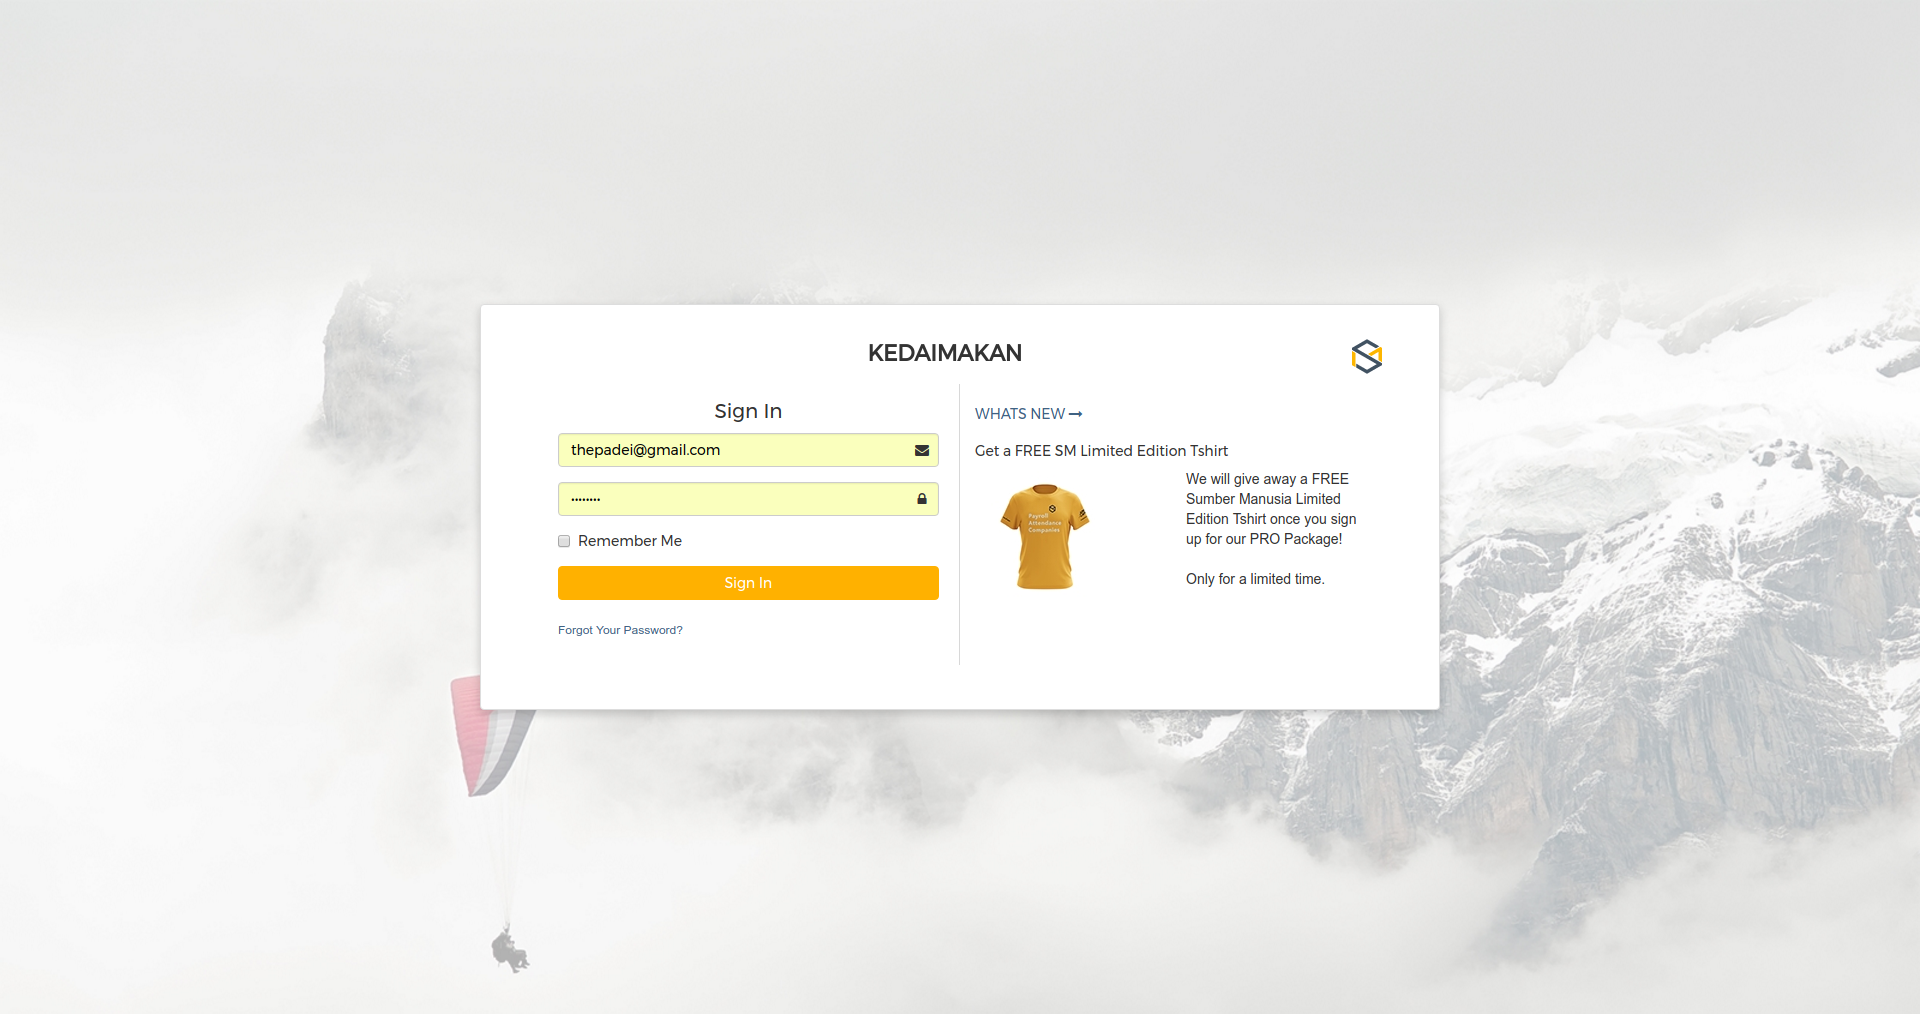 KEDAIMAKAN
Sign In
thepadei@gmail.com
••••••••
Remember Me
Sign In
Forgot Your Password?
WHATS NEW
Get a FREE SM Limited Edition Tshirt
Payroll
Attendance
Companies
We will give away a FREE
Sumber Manusia Limited
Edition Tshirt once you sign
up for our PRO Package!
Only for a limited time.